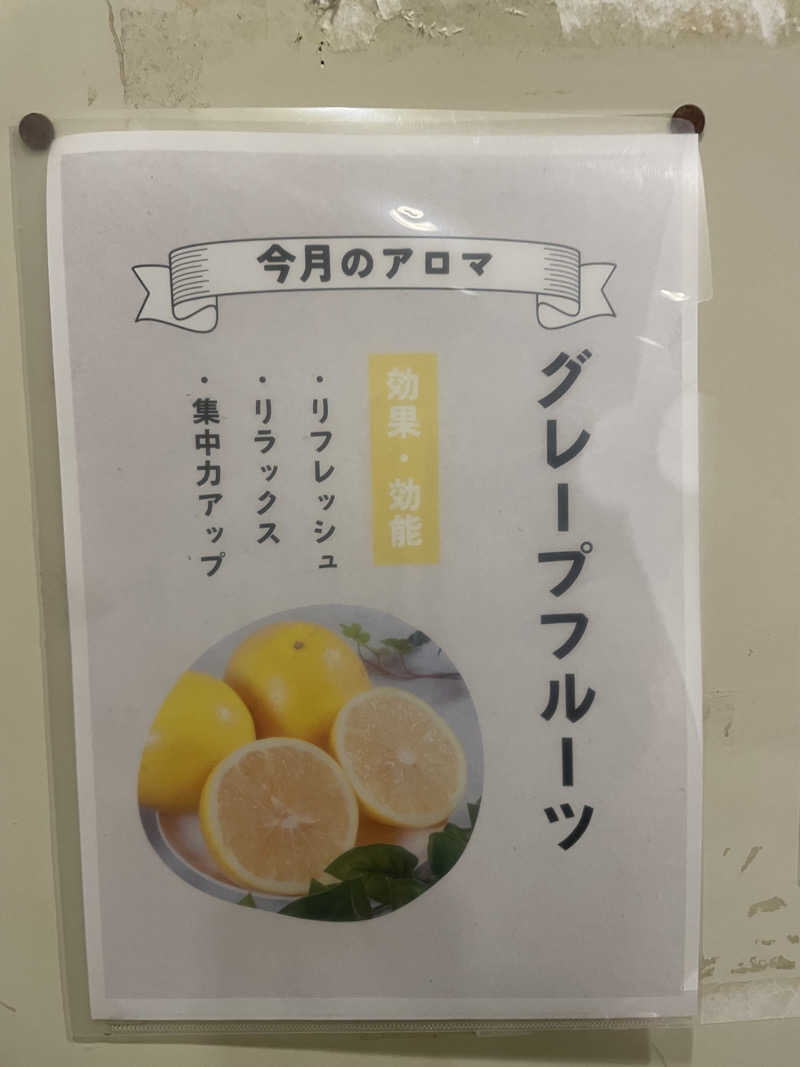 今月のアロマ
グレープフルーツ
効果・効能
・リフレッシュ
・リラックス
・集中力アップ